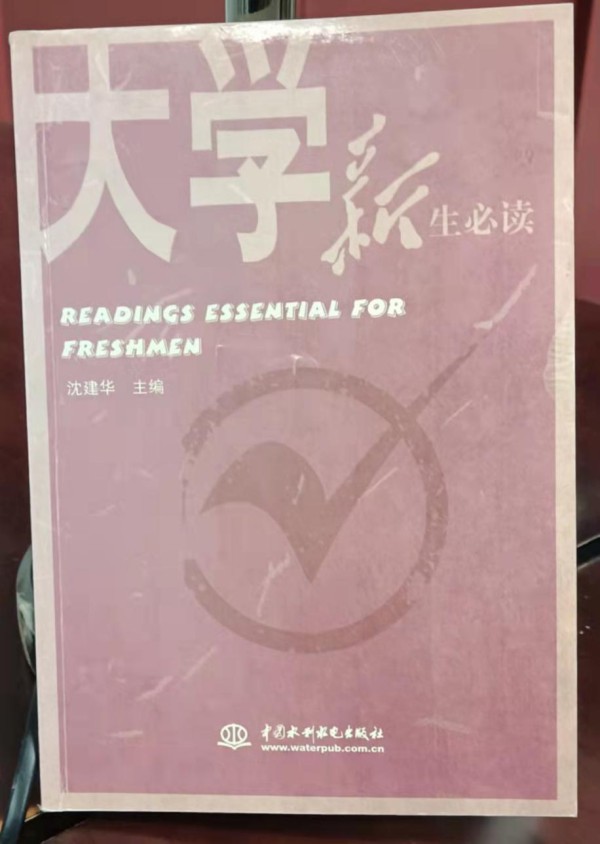 大学新生必读
READINGS ESSENTIAL FOR
FRESHMEN
沈建华 主编
中国水利水电出版社
www.waterpub.com.cn